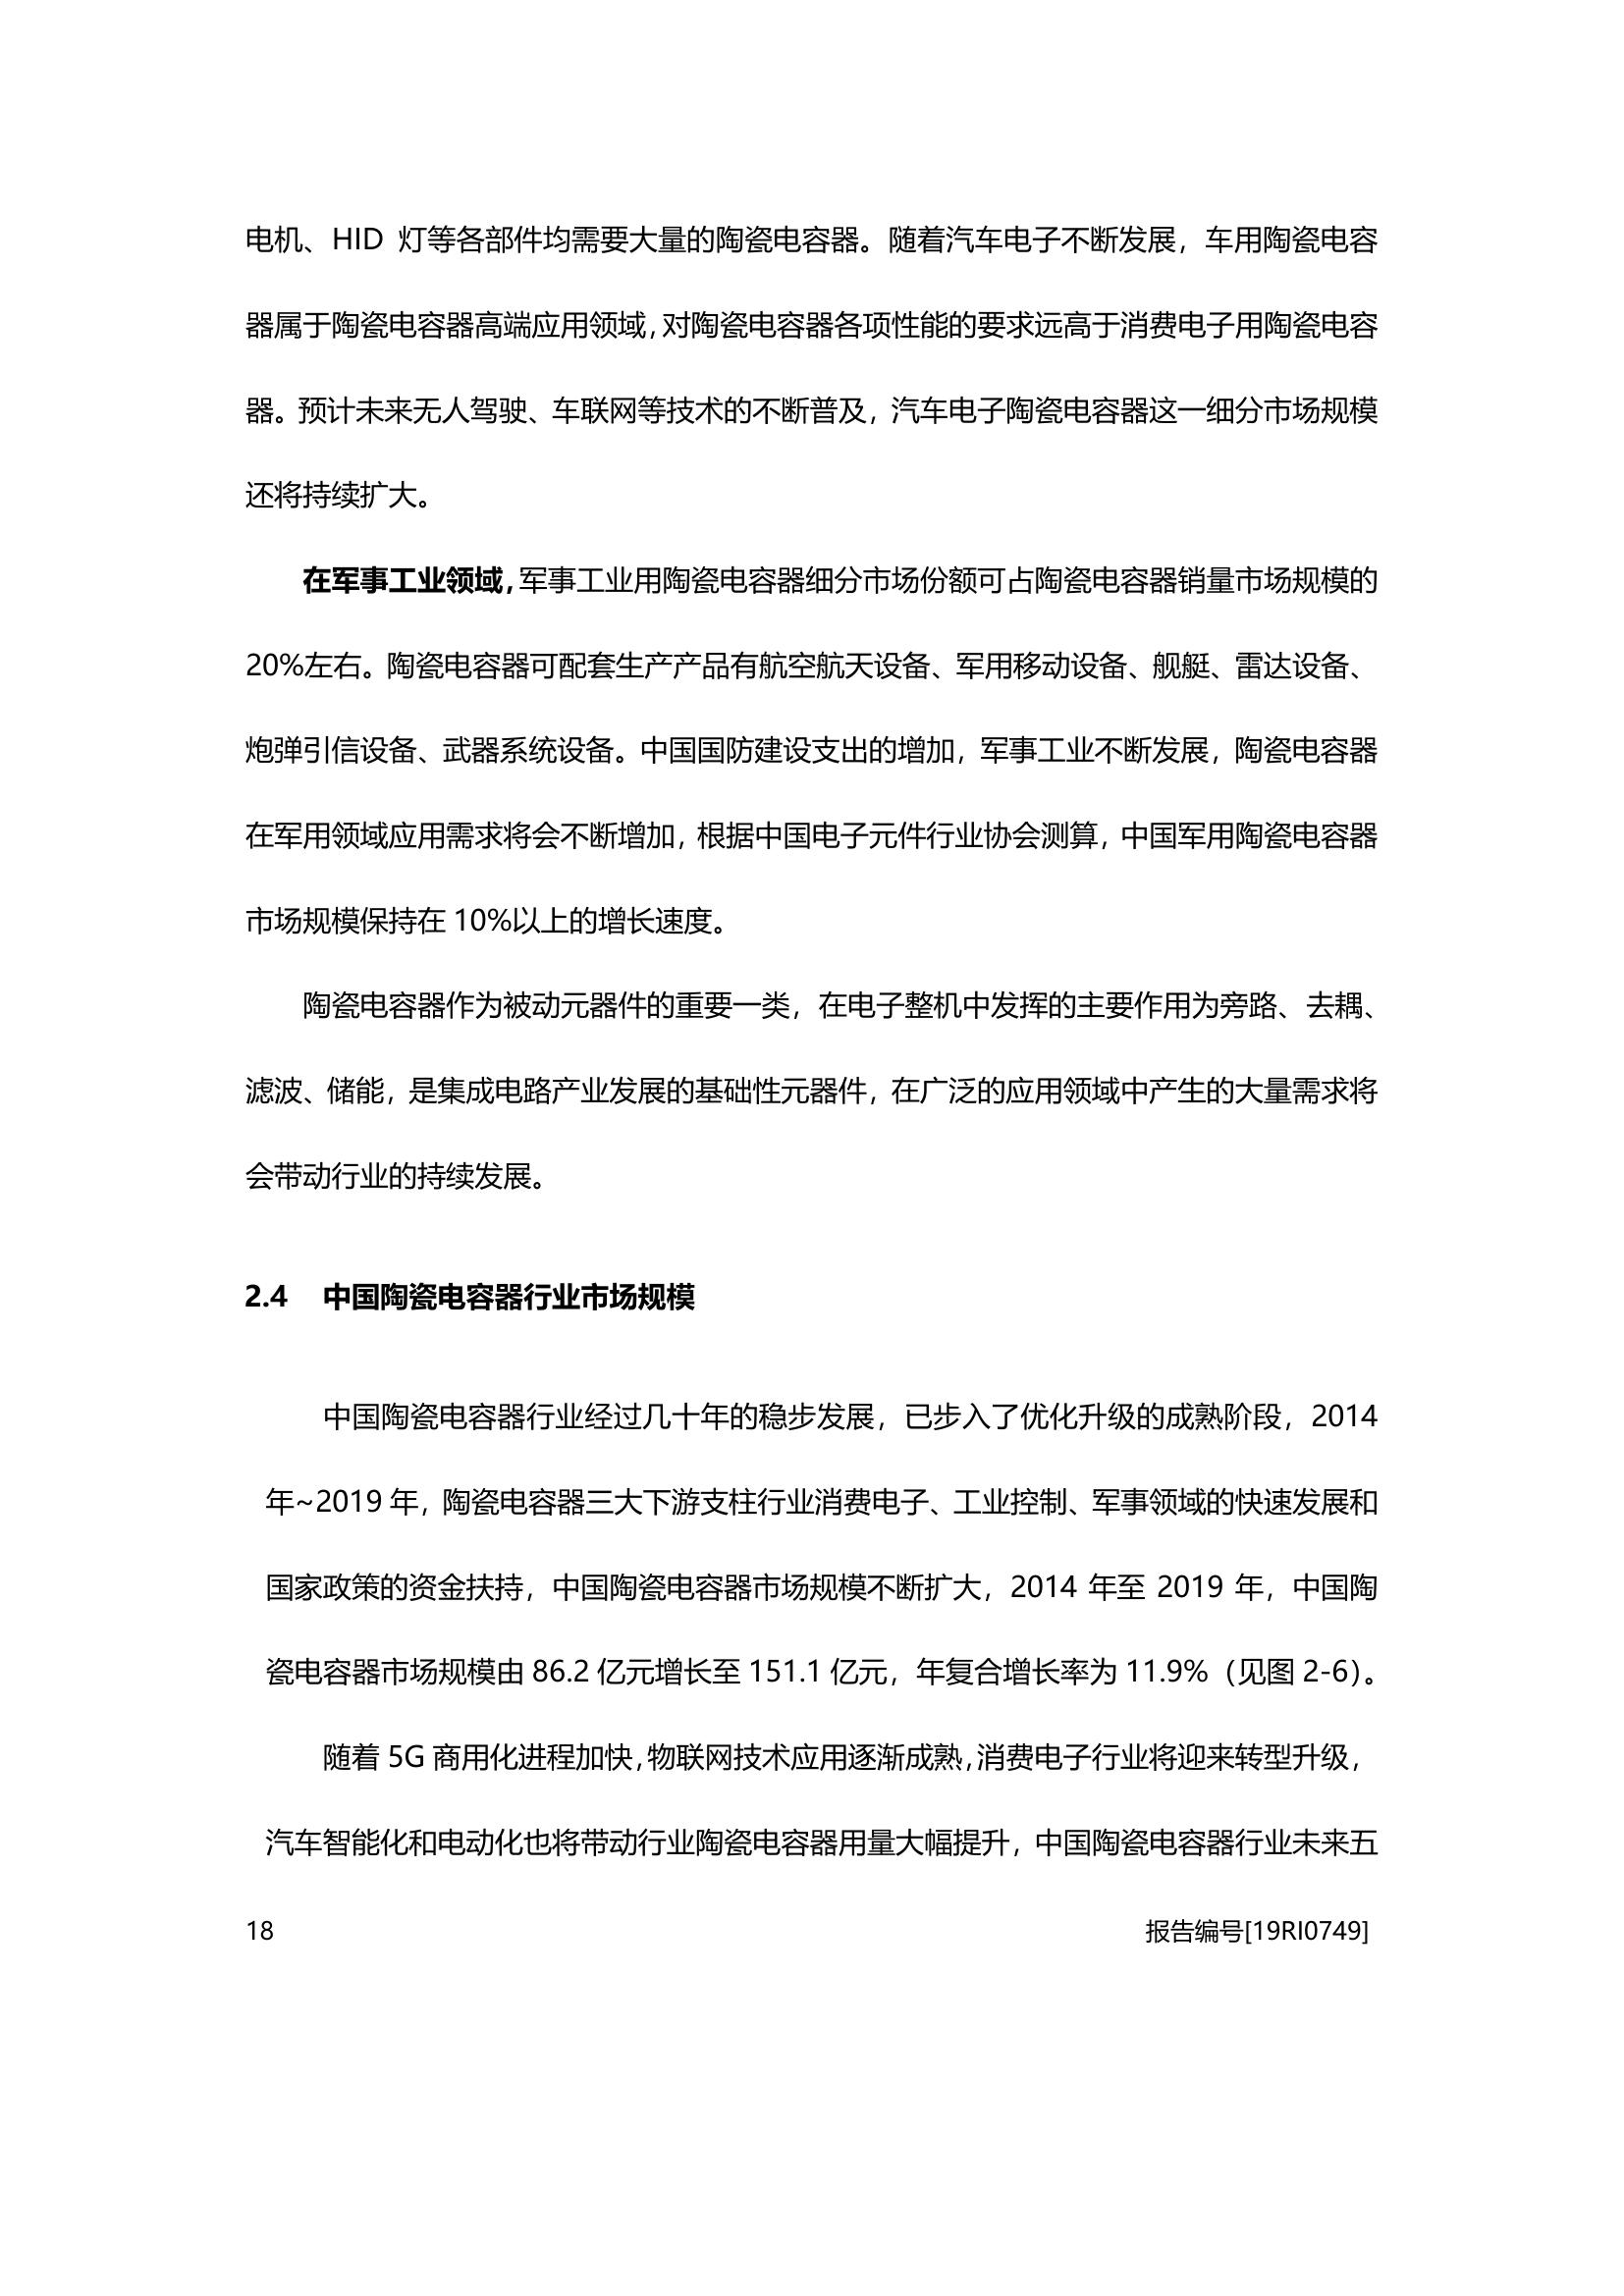 电机、HID 灯等各部件均需要大量的陶瓷电容器。随着汽车电子不断发展，车用陶瓷电容
器属于陶瓷电容器高端应用领域，对陶瓷电容器各项性能的要求远高于消费电子用陶瓷电容
器。预计未来无人驾驶、车联网等技术的不断普及，汽车电子陶瓷电容器这一细分市场规模
还将持续扩大。
在军事工业领域，军事工业用陶瓷电容器细分市场份额可占陶瓷电容器销量市场规模的
20%左右。陶瓷电容器可配套生产产品有航空航天设备、军用移动设备、舰艇、雷达设备、
炮弹引信设备、武器系统设备。中国国防建设支出的增加，军事工业不断发展，陶瓷电容器
在军用领域应用需求将会不断增加，根据中国电子元件行业协会测算，中国军用陶瓷电容器
市场规模保持在 10%以上的增长速度。
陶瓷电容器作为被动元器件的重要一类，在电子整机中发挥的主要作用为旁路、去耦、
滤波、储能，是集成电路产业发展的基础性元器件，在广泛的应用领域中产生的大量需求将
会带动行业的持续发展。
2.4 中国陶瓷电容器行业市场规模
中国陶瓷电容器行业经过几十年的稳步发展，已步入了优化升级的成熟阶段，2014
年~2019 年，陶瓷电容器三大下游支柱行业消费电子、工业控制、军事领域的快速发展和
国家政策的资金扶持，中国陶瓷电容器市场规模不断扩大，2014 年至 2019 年，中国陶
瓷电容器市场规模由 86.2 亿元增长至 151.1 亿元，年复合增长率为 11.9%（见图 2-6）。
随着 5G 商用化进程加快，物联网技术应用逐渐成熟，消费电子行业将迎来转型升级，
汽车智能化和电动化也将带动行业陶瓷电容器用量大幅提升，中国陶瓷电容器行业未来五
18 报告编号[19RI0749]